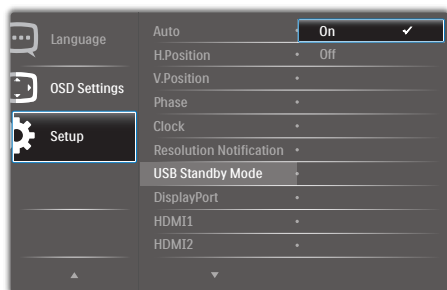 Language
OSD Settings
Setup
Auto
H.Position
V.Position
Phase
Clock
Resolution Notification
USB Standby Mode
DisplayPort
HDMI1
HDMI2
On
Off